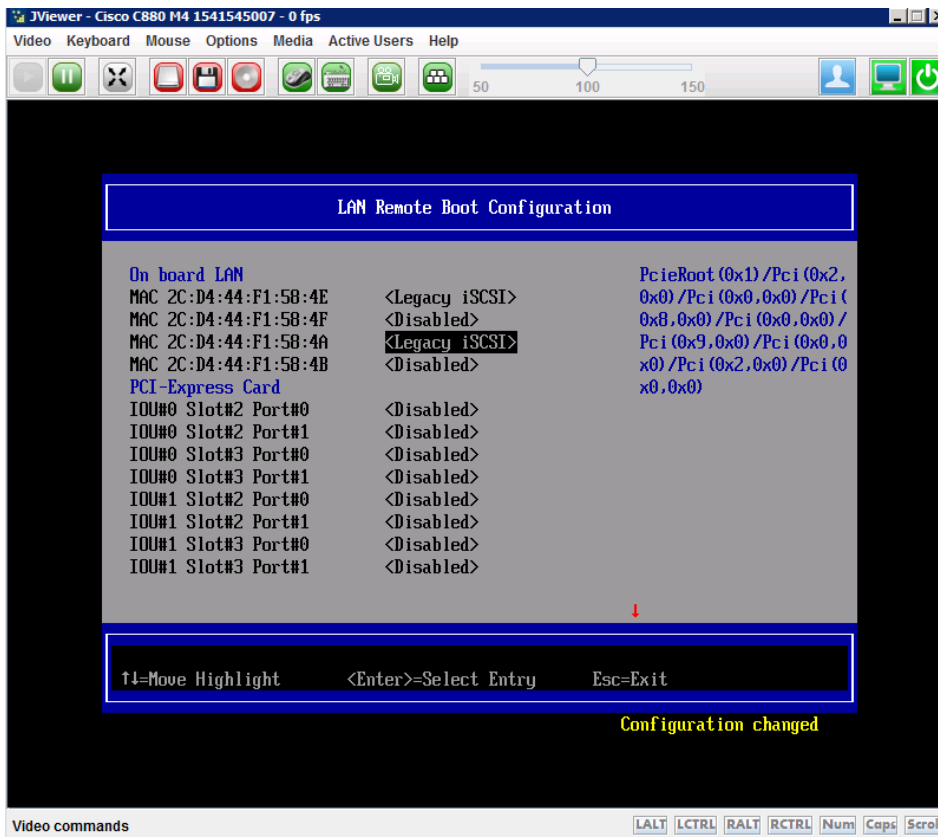 JViewer - Cisco C880 M4 1541545007 - 0 fps
Video Keyboard Mouse Options Media Active Users Help
50 100 150
LAN Remote Boot Configuration
On board LAN
MAC 2C:D4:44:F1:58:4E <Legacy iSCSI>
MAC 2C:D4:44:F1:58:4F <Disabled>
MAC 2C:D4:44:F1:58:4A <Legacy iSCSI>
MAC 2C:D4:44:F1:58:4B <Disabled>
PCI-Express Card
IOU#0 Slot#2 Port#0 <Disabled>
IOU#0 Slot#2 Port#1 <Disabled>
IOU#0 Slot#3 Port#0 <Disabled>
IOU#0 Slot#3 Port#1 <Disabled>
IOU#1 Slot#2 Port#0 <Disabled>
IOU#1 Slot#2 Port#1 <Disabled>
IOU#1 Slot#3 Port#0 <Disabled>
IOU#1 Slot#3 Port#1 <Disabled>
PcieRoot(0x1)/Pci(0x2,
0x0)/Pci(0x0,0x0)/Pci(
0x8,0x0)/Pci(0x0,0x0)/
Pci(0x9,0x0)/Pci(0x0,0
x0)/Pci(0x2,0x0)/Pci(0
x0,0x0)
↓
↑↓=Move Highlight <Enter>=Select Entry Esc=Exit
Configuration changed
Video commands LALT LCTRL RALT RCTRL Num Caps Scrol